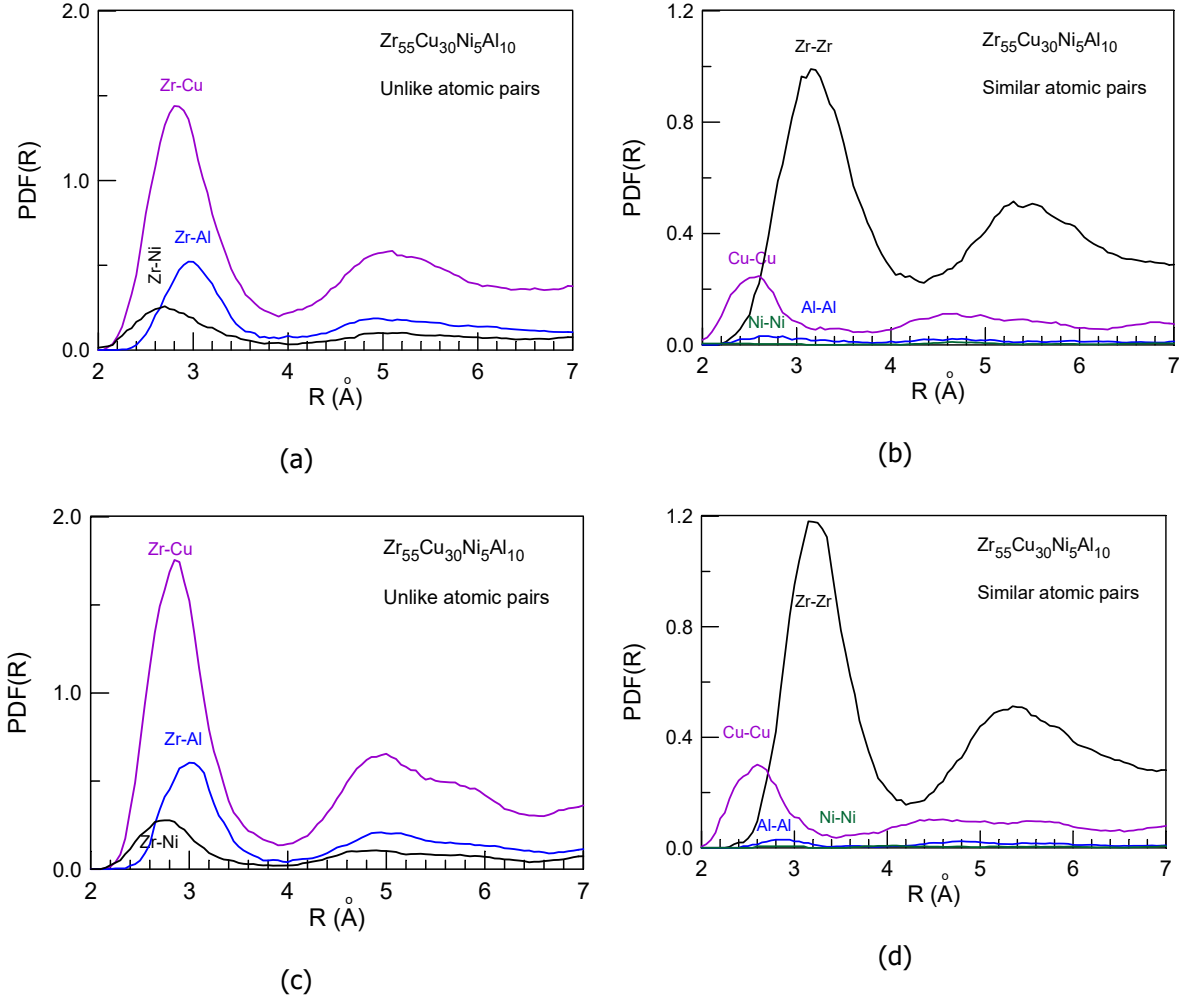 2.0
Zr55Cu30Ni5Al10
Unlike atomic pairs
Zr-Cu
Zr-Al
Zr-Ni
1.0
0.0
PDF(R)
2 3 4 5 6 7
R (Å)
(a)
1.2
Zr-Zr
Zr55Cu30Ni5Al10
Similar atomic pairs
0.8
0.4
0.0
Cu-Cu
Al-Al
Ni-Ni
PDF(R)
2 3 4 5 6 7
R (Å)
(b)
2.0
Zr-Cu
Zr55Cu30Ni5Al10
Unlike atomic pairs
1.0
0.0
Zr-Al
Zr-Ni
PDF(R)
2 3 4 5 6 7
R (Å)
(c)
1.2
Zr55Cu30Ni5Al10
Similar atomic pairs
Zr-Zr
0.8
0.4
0.0
Cu-Cu
Al-Al
Ni-Ni
PDF(R)
2 3 4 5 6 7
R (Å)
(d)